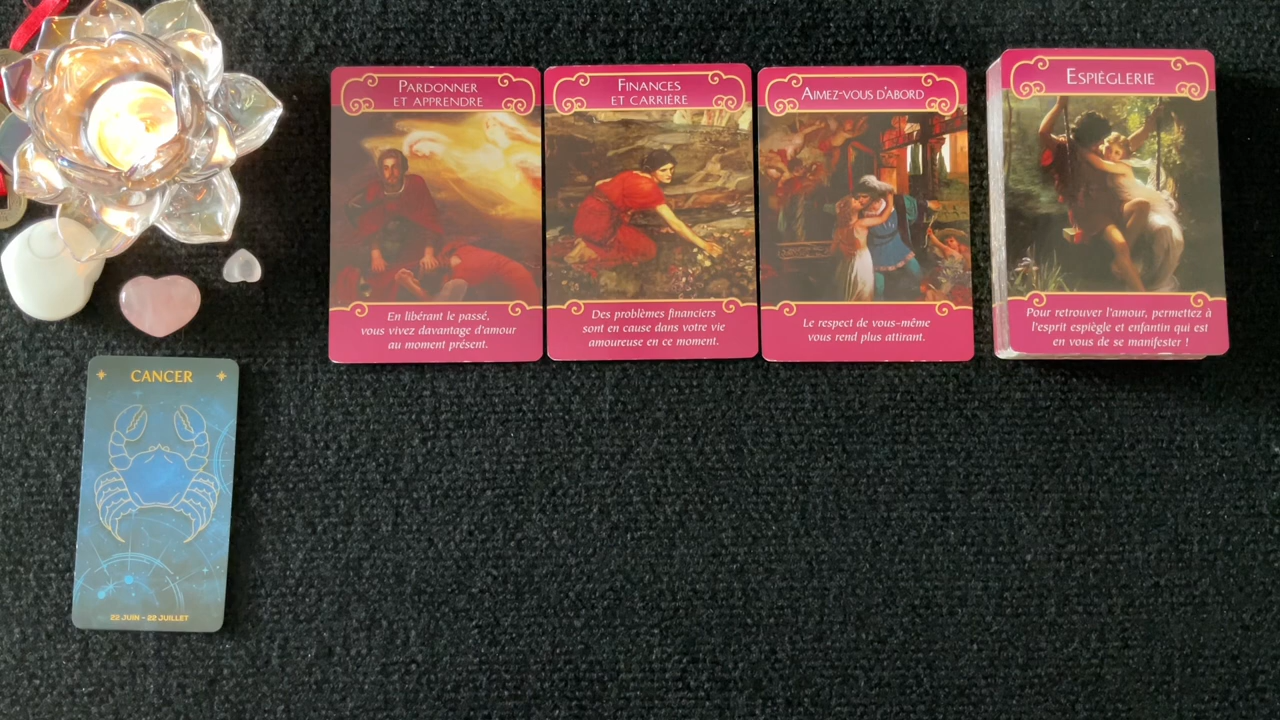 PARDONNER
ET APPRENDRE
En libérant le passé,
vous vivez davantage d'amour
au moment présent.
FINANCES
ET CARRIÈRE
Des problèmes financiers
sont en cause dans votre vie
amoureuse en ce moment.
AIMEZ-VOUS D'ABORD
Le respect de vous-même
vous rend plus attirant.
ESPIÈGLERIE
Pour retrouver l'amour, permettez à
l'esprit espiègle et enfantin qui est
en vous de se manifester !
CANCER
22 JUIN - 22 JUILLET